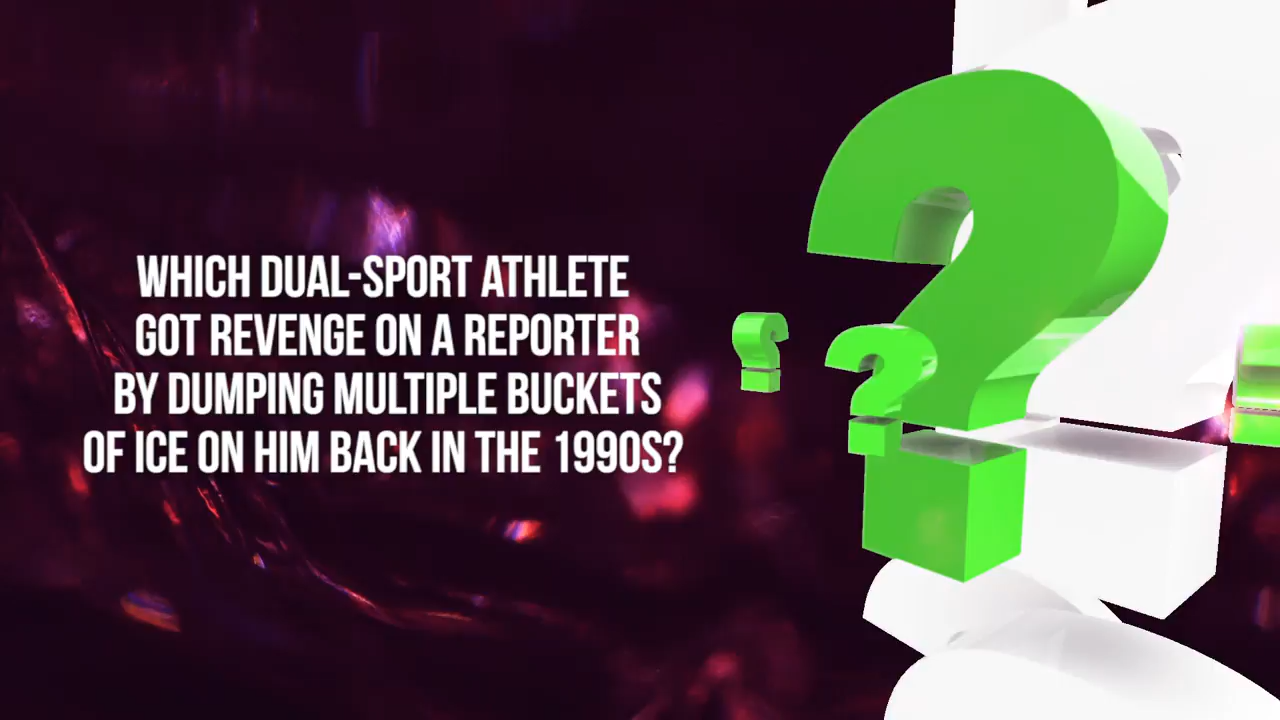 WHICH DUAL-SPORT ATHLETE
GOT REVENGE ON A REPORTER
BY DUMPING MULTIPLE BUCKETS
OF ICE ON HIM BACK IN THE 1990S?